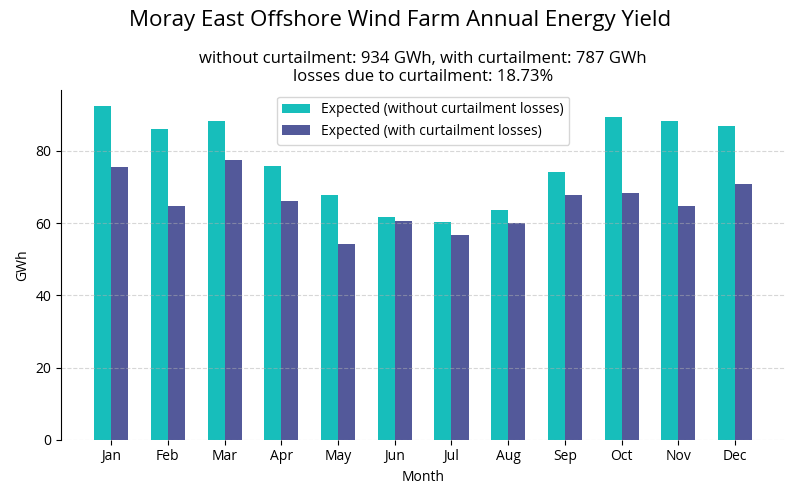 Moray East Offshore Wind Farm Annual Energy Yield
without curtailment: 934 GWh, with curtailment: 787 GWh
losses due to curtailment: 18.73%
Expected (without curtailment losses)
Expected (with curtailment losses)
80
60
40
20
0
GWh
Jan Feb Mar Apr May Jun Jul Aug Sep Oct Nov Dec
Month